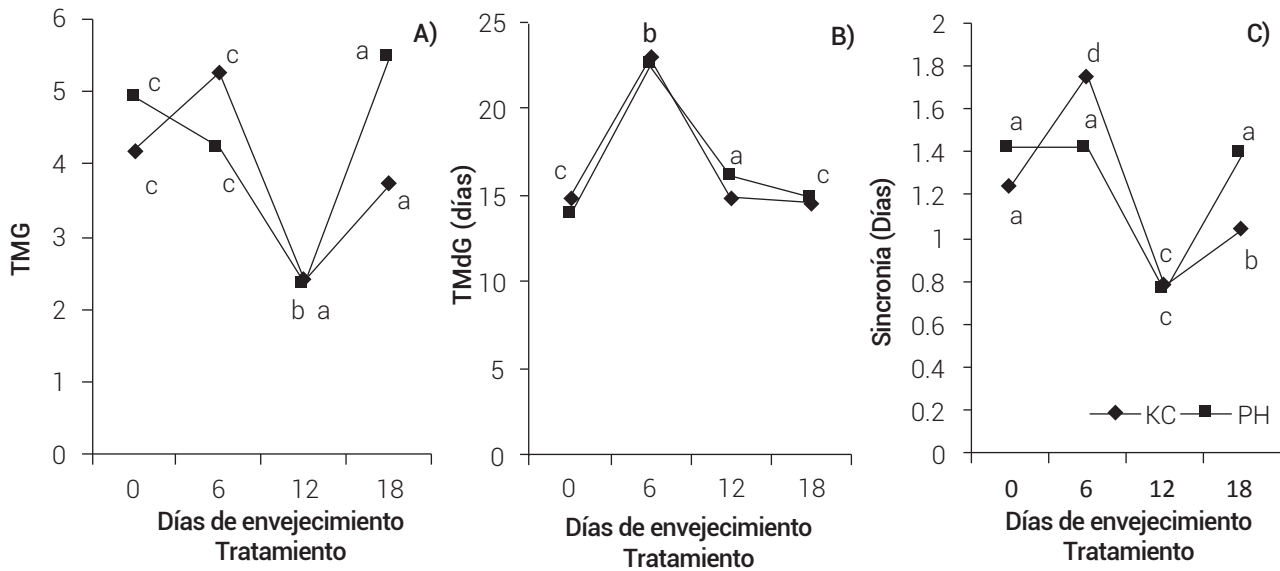 A)
6
5
4
3
2
1
0
TMG
c
c
c
c
b a
a
a
0 6 12 18
Días de envejecimiento
Tratamiento
B)
25
20
15
10
5
0
TMdG (días)
c
b
a
c
0 6 12 18
Días de envejecimiento
Tratamiento
C)
2
1.8
1.6
1.4
1.2
1
0.8
0.6
0.4
0.2
0
Sincronía (Días)
a
a
d
a
c
c
a
b
KC PH
0 6 12 18
Días de envejecimiento
Tratamiento